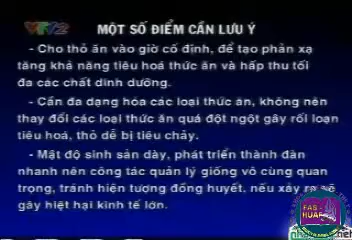 VTV2
MỘT SỐ ĐIỂM CẦN LƯU Ý
- Cho thỏ ăn vào giờ cố định, để tạo phản xạ
tăng khả năng tiêu hoá thức ăn và hấp thu tối
đa các chất dinh dưỡng.
- Cần đa dạng hóa các loại thức ăn, không nên
thay đổi các loại thức ăn quá đột ngột gây rối loạn
tiêu hoá, thỏ dễ bị tiêu chảy.
- Mật độ sinh sản dày, phát triển thành đàn
nhanh nên công tác quản lý giống vô cùng quan
trọng, tránh hiện tượng đồng huyết, nếu xảy ra sẽ
gây hiệt hại kinh tế lớn.
FAS -
HUAF